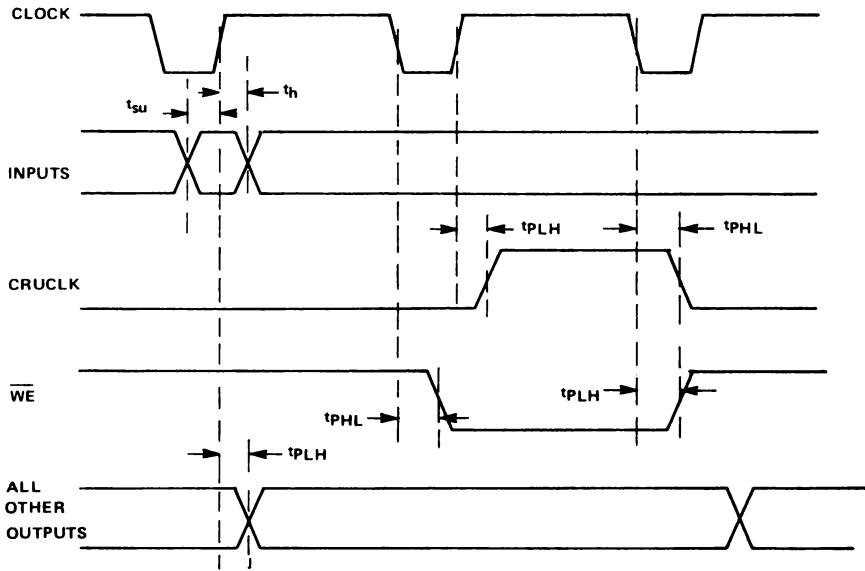 CLOCK
th
tsu
INPUTS
tPLH
tPHL
CRUCLK
WE
tPHL
tPLH
tPLH
ALL
OTHER
OUTPUTS